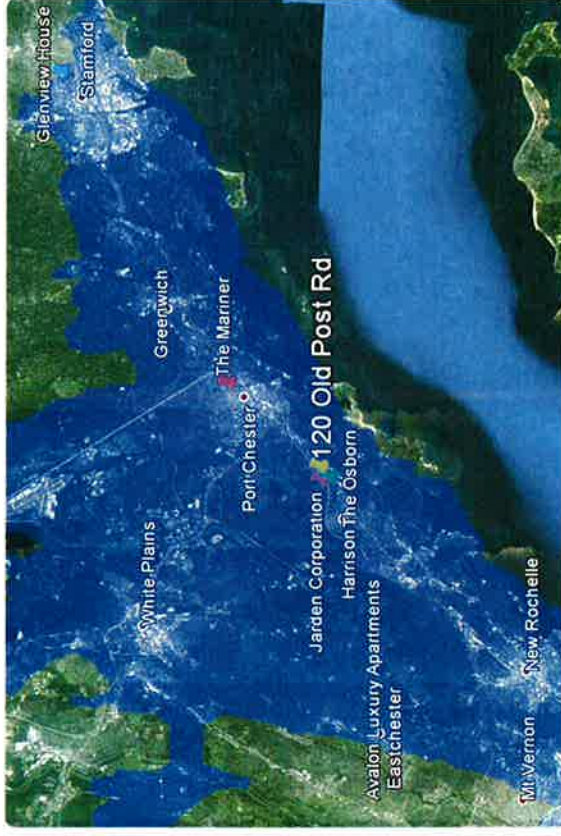 Glenview House
Stamford
Greenwich
The Mariner
Port Chester
White Plains
120 Old Post Rd
Jarden Corporation
Harrison The Osborn
Avalon Luxury Apartments
Eastchester
New Rochelle
Mt Vernon